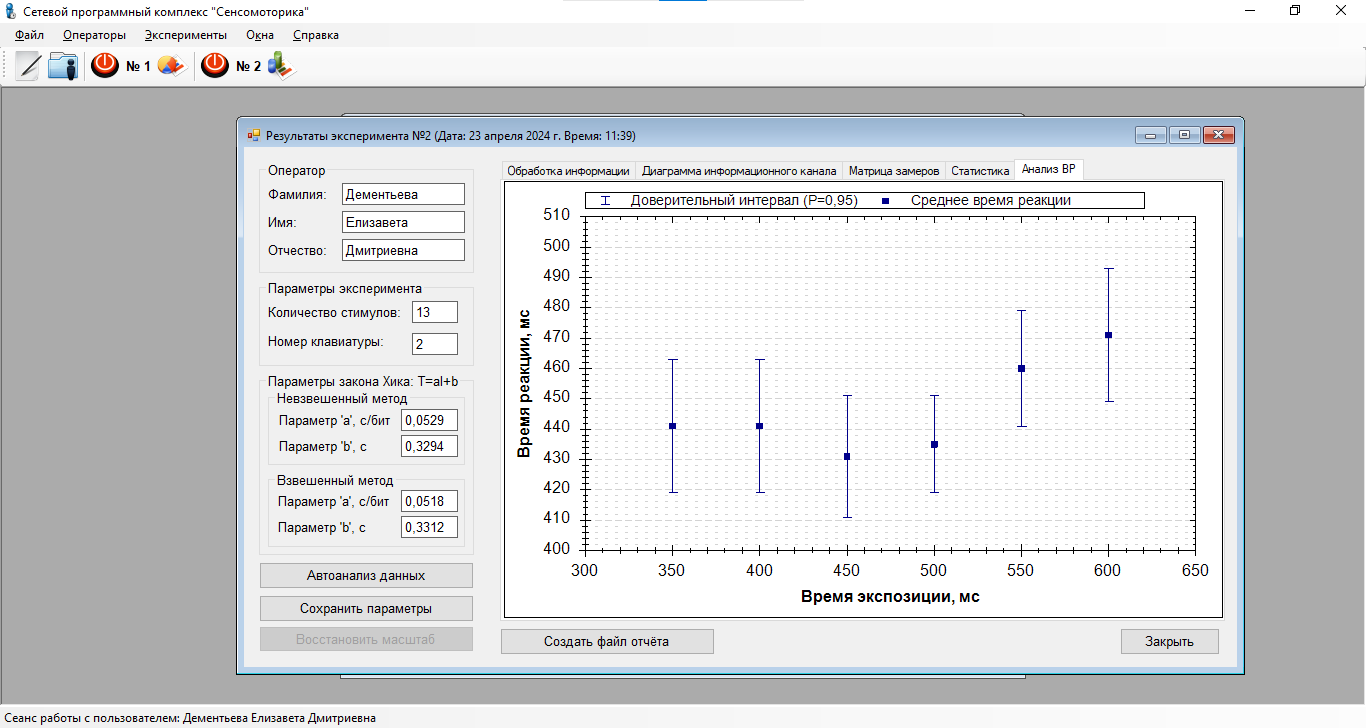 Сетевой программный комплекс "Сенсомоторика"
Файл Операторы Эксперименты Окна Справка
№ 1 № 2
Результаты эксперимента №2 (Дата: 23 апреля 2024 г. Время: 11:39)
Оператор
Фамилия: Дементьева
Имя: Елизавета
Отчество: Дмитриевна
Параметры эксперимента
Количество стимулов: 13
Номер клавиатуры: 2
Параметры закона Хика: T=aI+b
Невзвешенный метод
Параметр 'a', с/бит 0,0529
Параметр 'b', с 0,3294
Взвешенный метод
Параметр 'a', с/бит 0,0518
Параметр 'b', с 0,3312
Автоанализ данных
Сохранить параметры
Восстановить масштаб
Обработка информации Диаграмма информационного канала Матрица замеров Статистика Анализ ВР
Доверительный интервал (P=0,95) Среднее время реакции
Время реакции, мс
510
500
490
480
470
460
450
440
430
420
410
400
300 350 400 450 500 550 600 650
Время экспозиции, мс
Создать файл отчёта
Закрыть
Сеанс работы с пользователем: Дементьева Елизавета Дмитриевна